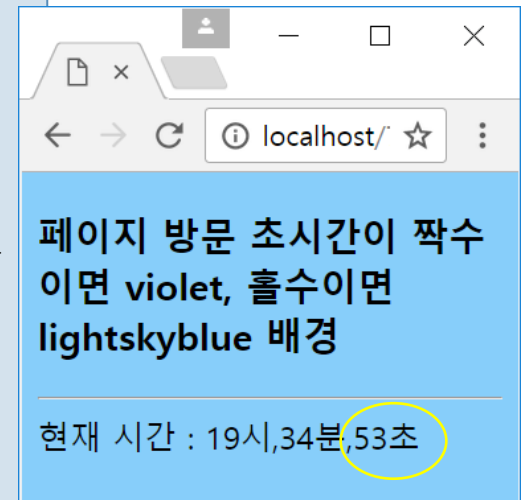 localhost/
페이지 방문 초시간이 짝수
이면 violet, 홀수이면
lightskyblue 배경
현재 시간 : 19시,34분,53초